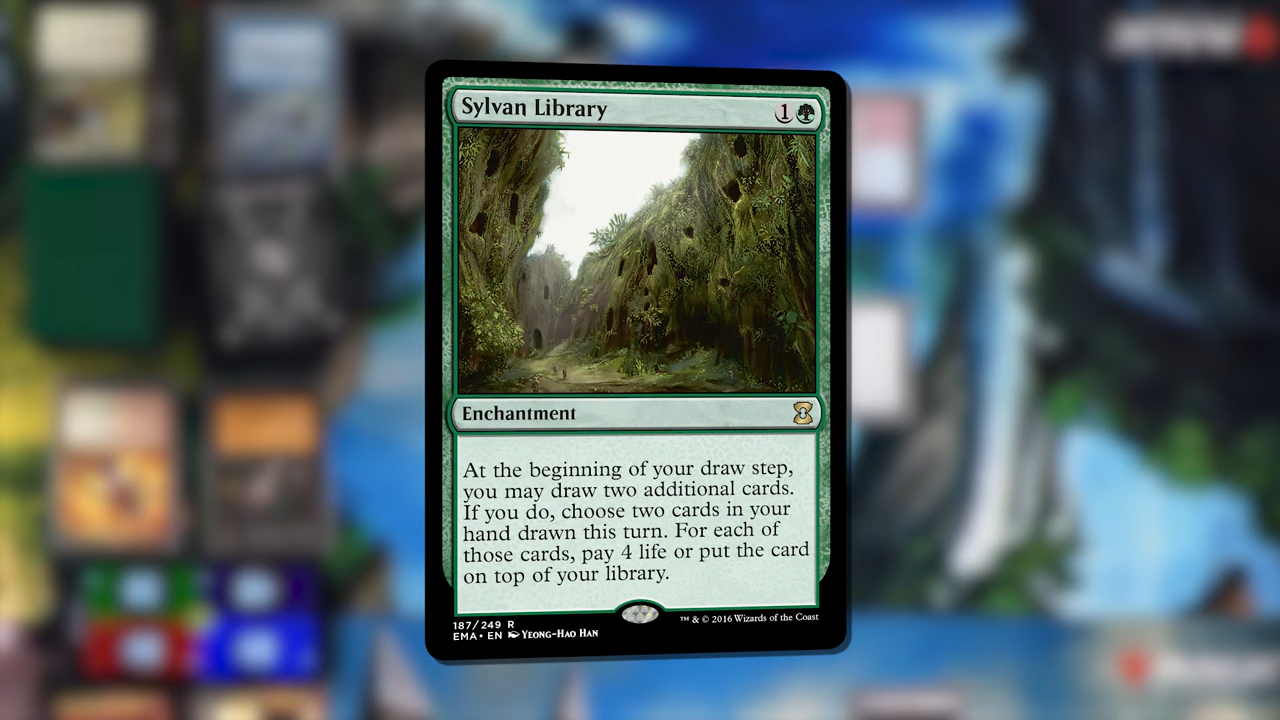 Sylvan Library 1
Enchantment
At the beginning of your draw step,
you may draw two additional cards.
If you do, choose two cards in your
hand drawn this turn. For each of
those cards, pay 4 life or put the card
on top of your library.
187/249 R
EMA • EN Yeong-Hao Han
™ & © 2016 Wizards of the Coast